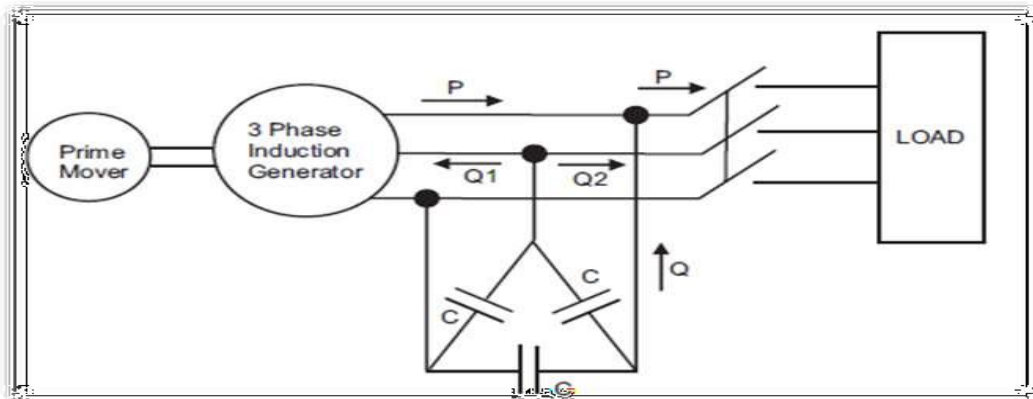 P
P
3 Phase
Induction
Generator
Prime
Mover
LOAD
Q1
Q2
Q
C
C
C